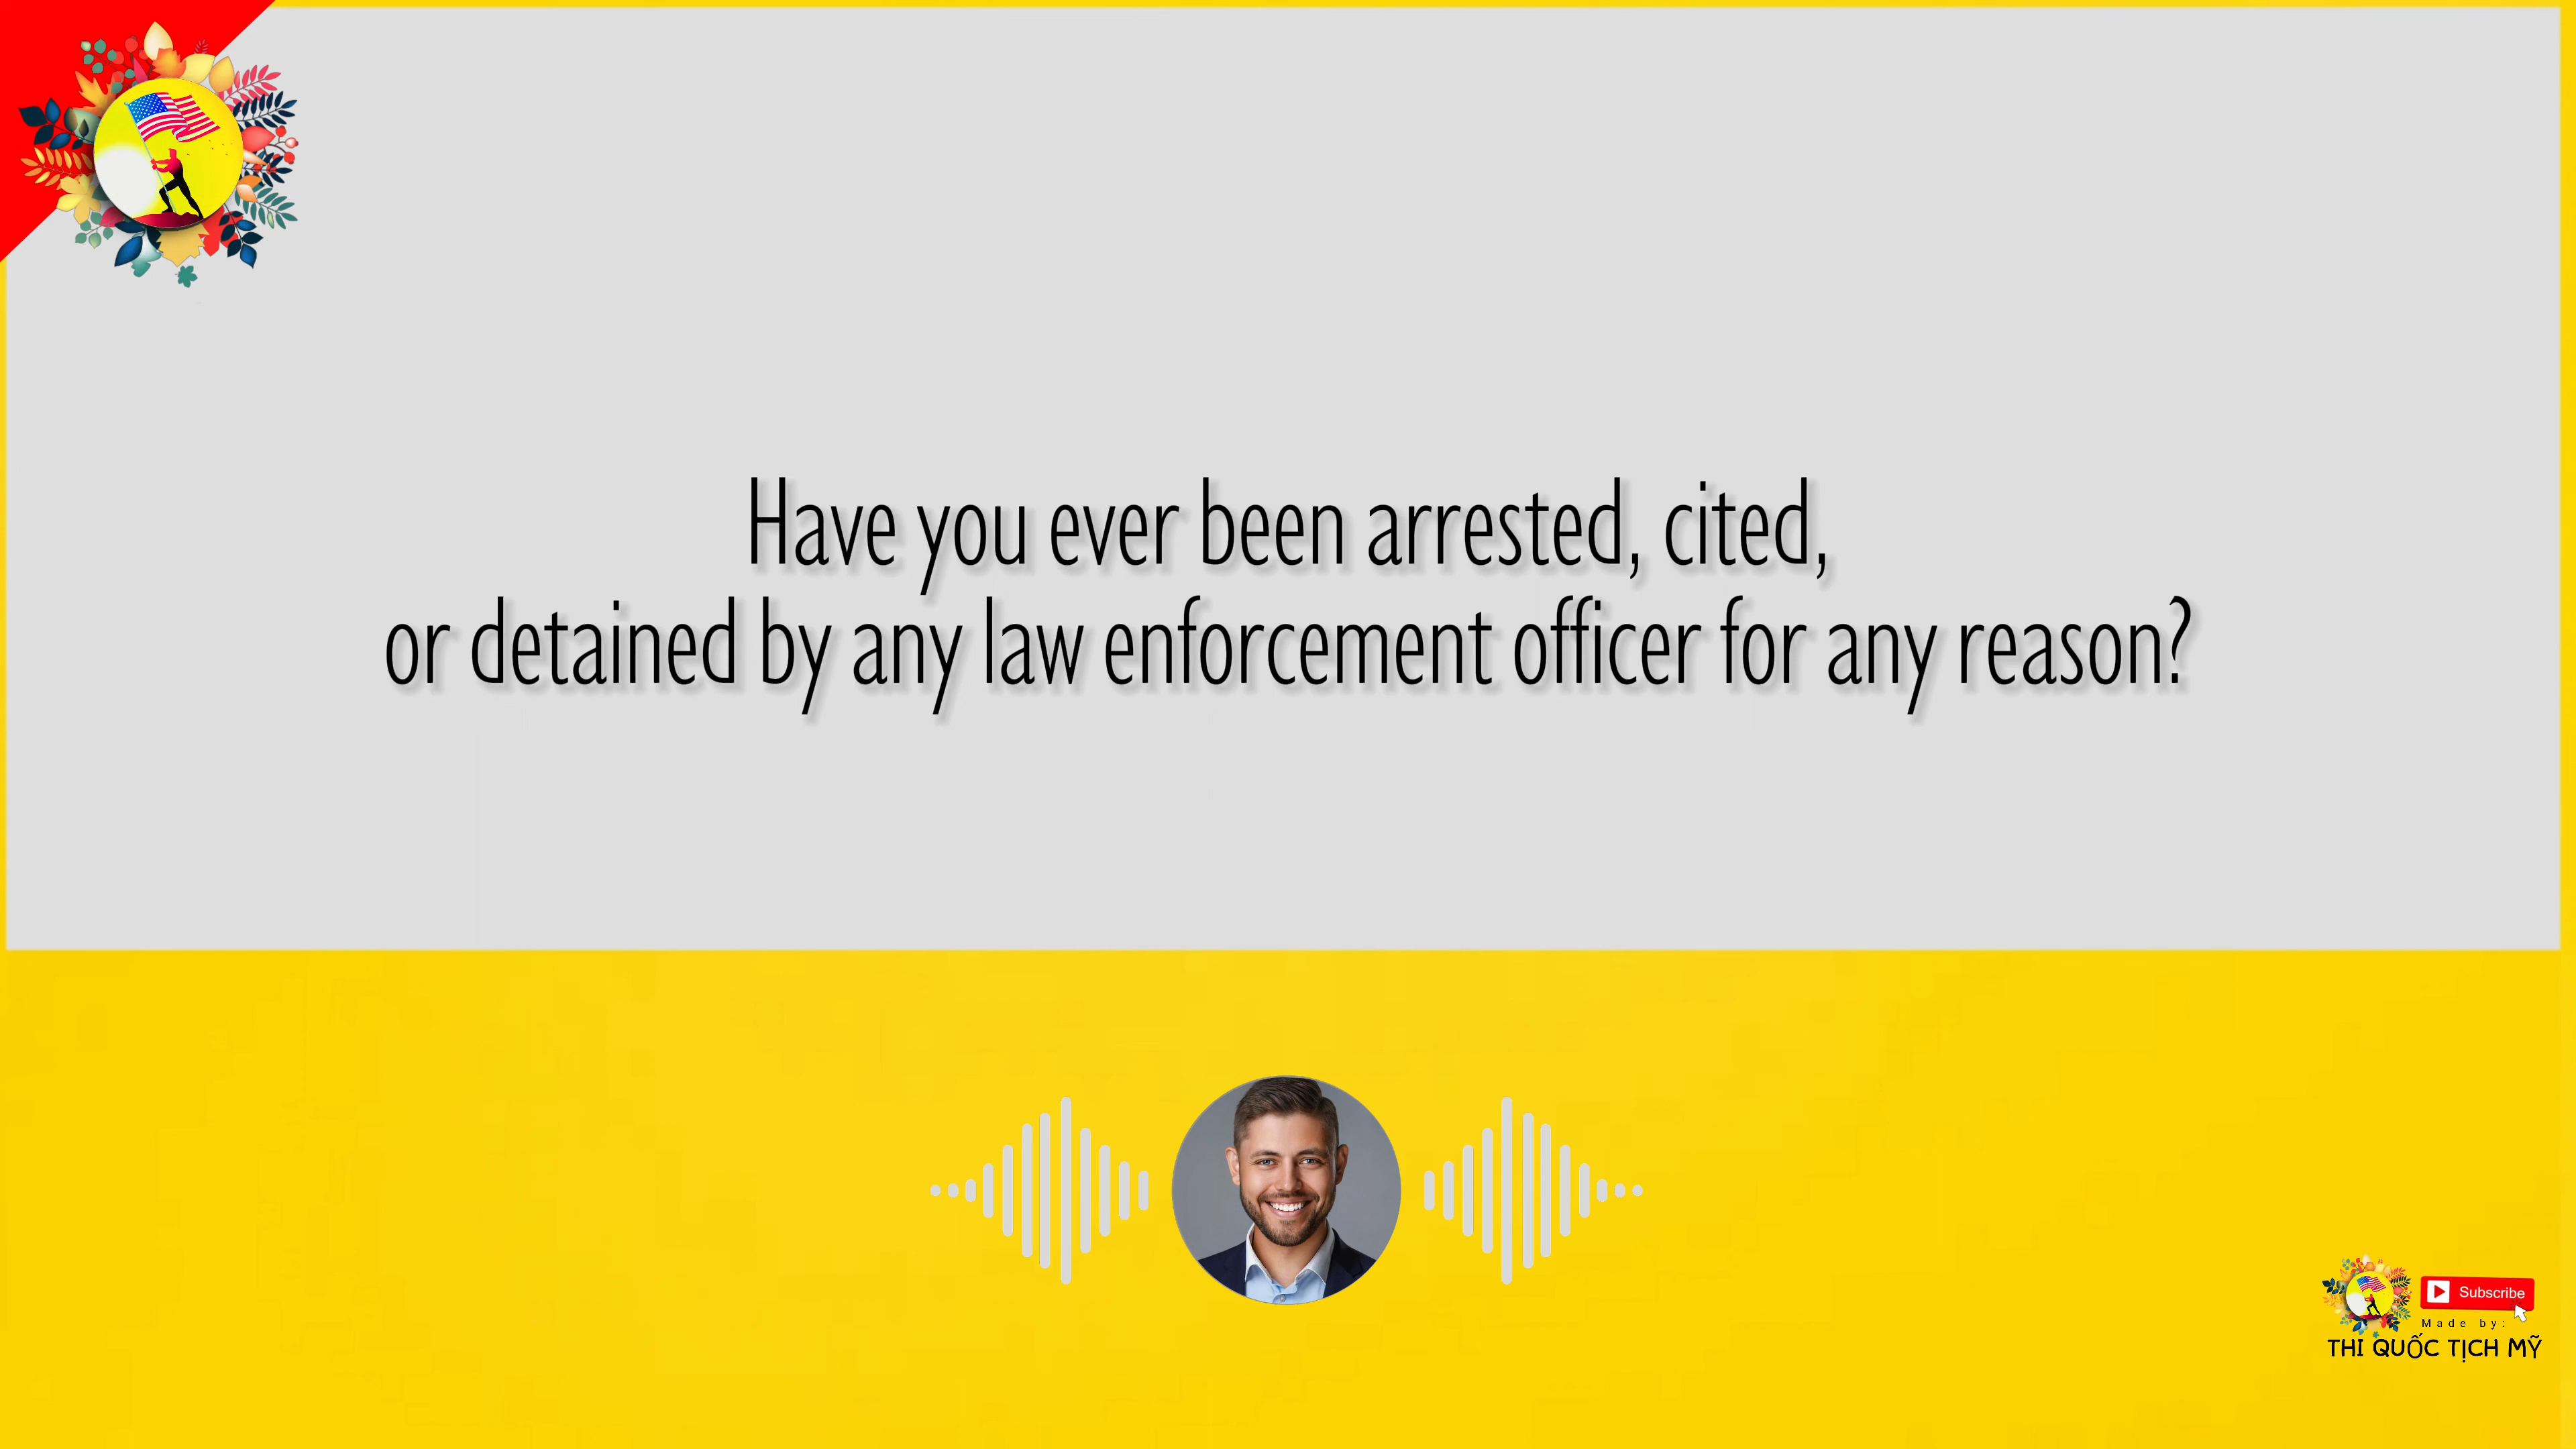 Have you ever been arrested, cited,
or detained by any law enforcement officer for any reason?
Subscribe
Made by:
THI QUỐC TỊCH MỸ